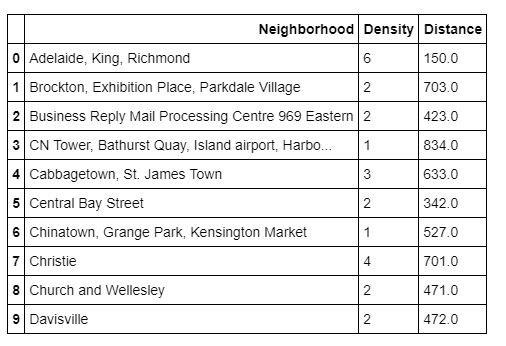 Neighborhood Density Distance
0 Adelaide, King, Richmond 6 150.0
1 Brockton, Exhibition Place, Parkdale Village 2 703.0
2 Business Reply Mail Processing Centre 969 Eastern 2 423.0
3 CN Tower, Bathurst Quay, Island airport, Harbo... 1 834.0
4 Cabbagetown, St. James Town 3 633.0
5 Central Bay Street 2 342.0
6 Chinatown, Grange Park, Kensington Market 1 527.0
7 Christie 4 701.0
8 Church and Wellesley 2 471.0
9 Davisville 2 472.0